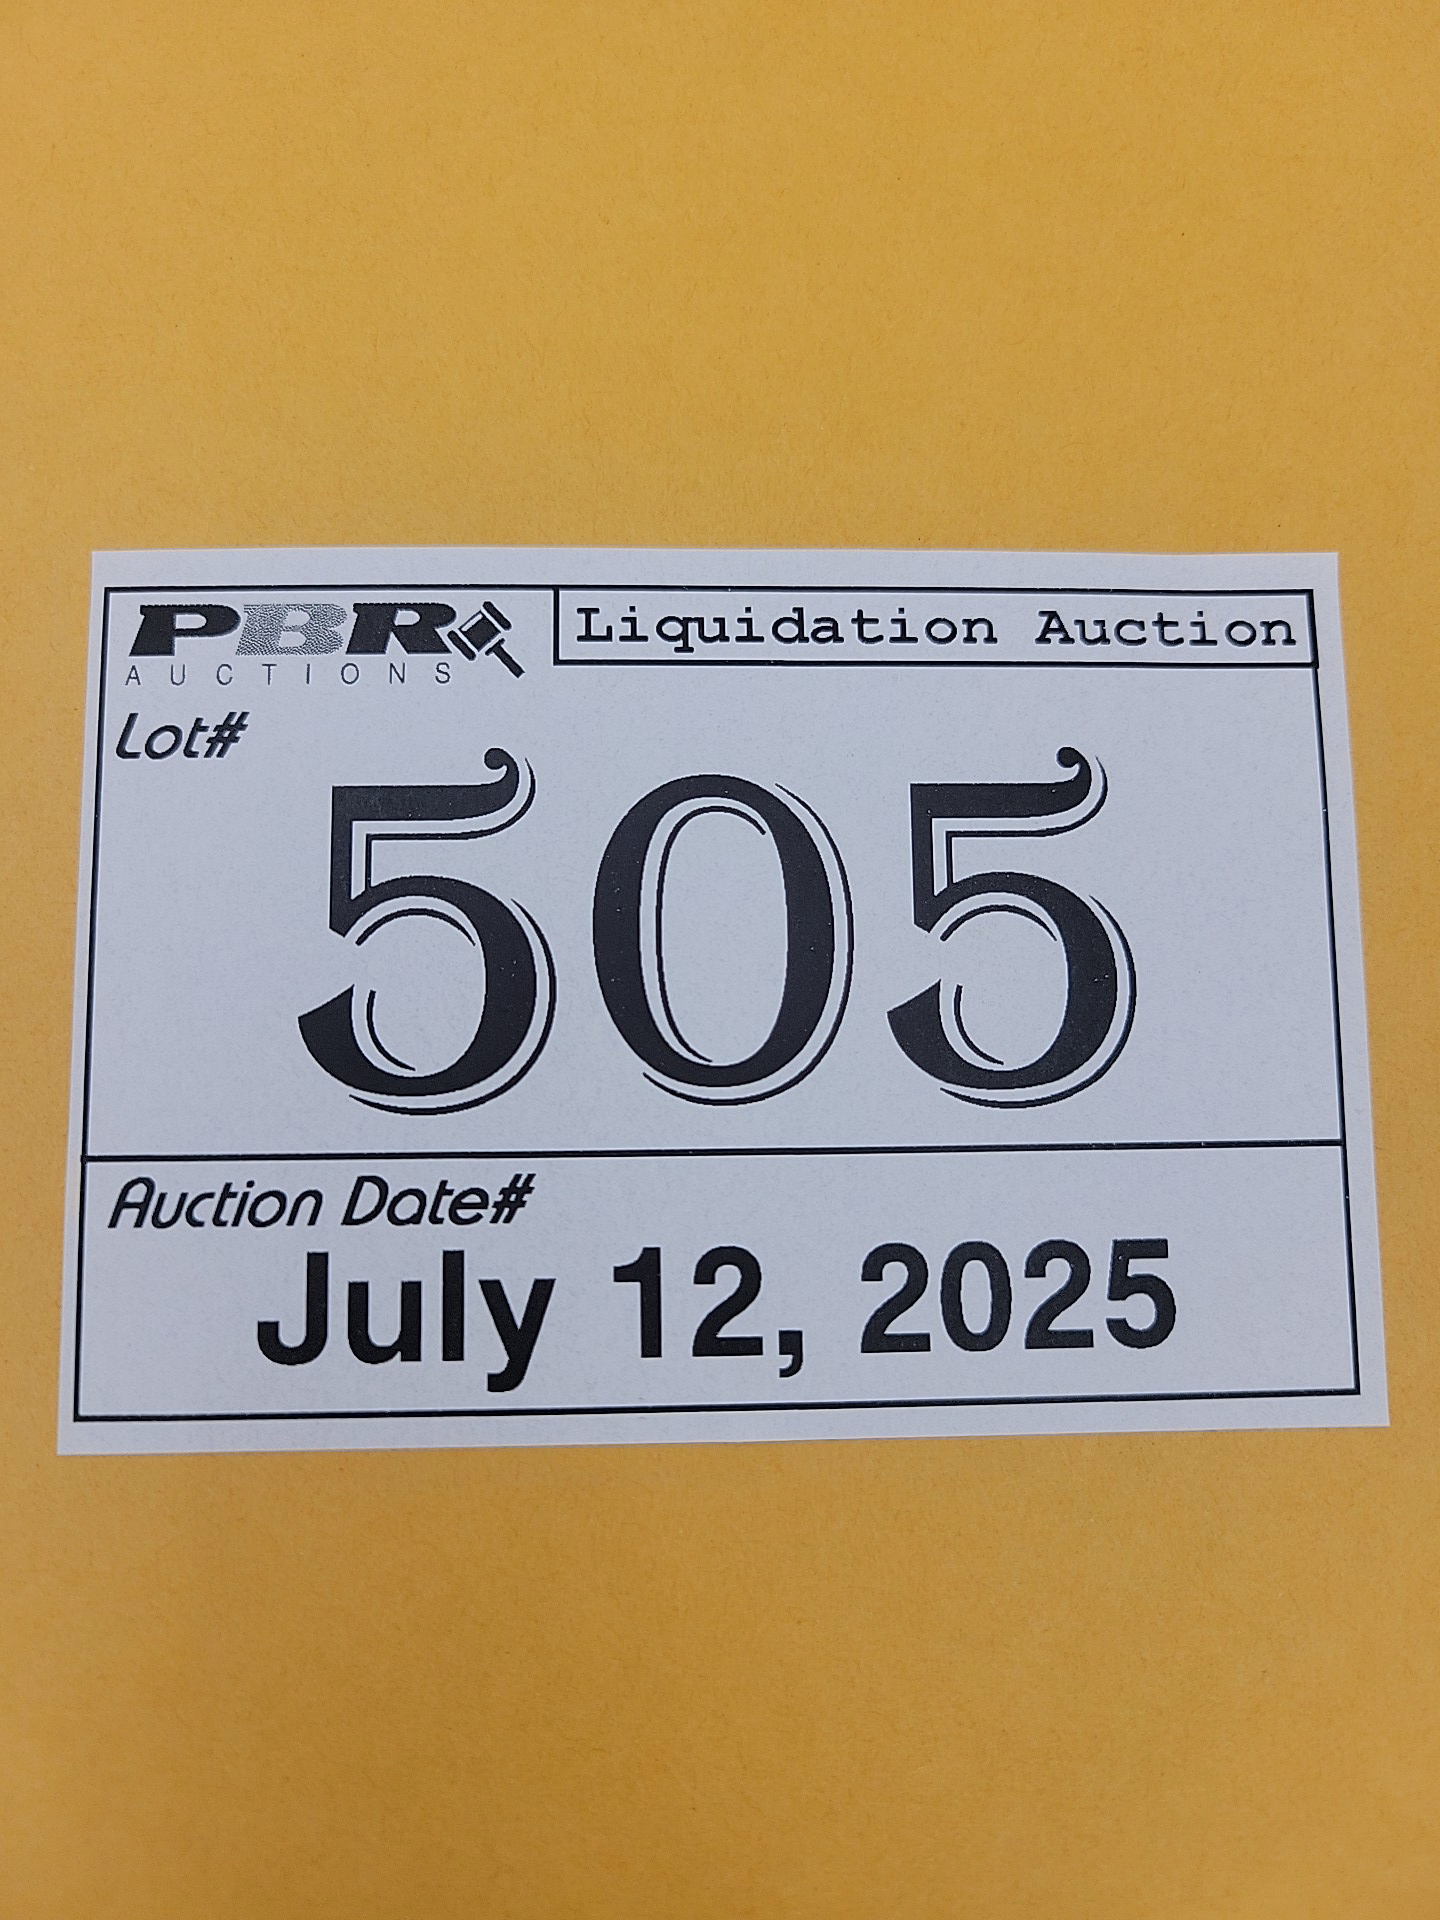 PBR
AUCTIONS
Liquidation Auction
Lot#
505
Auction Date#
July 12, 2025